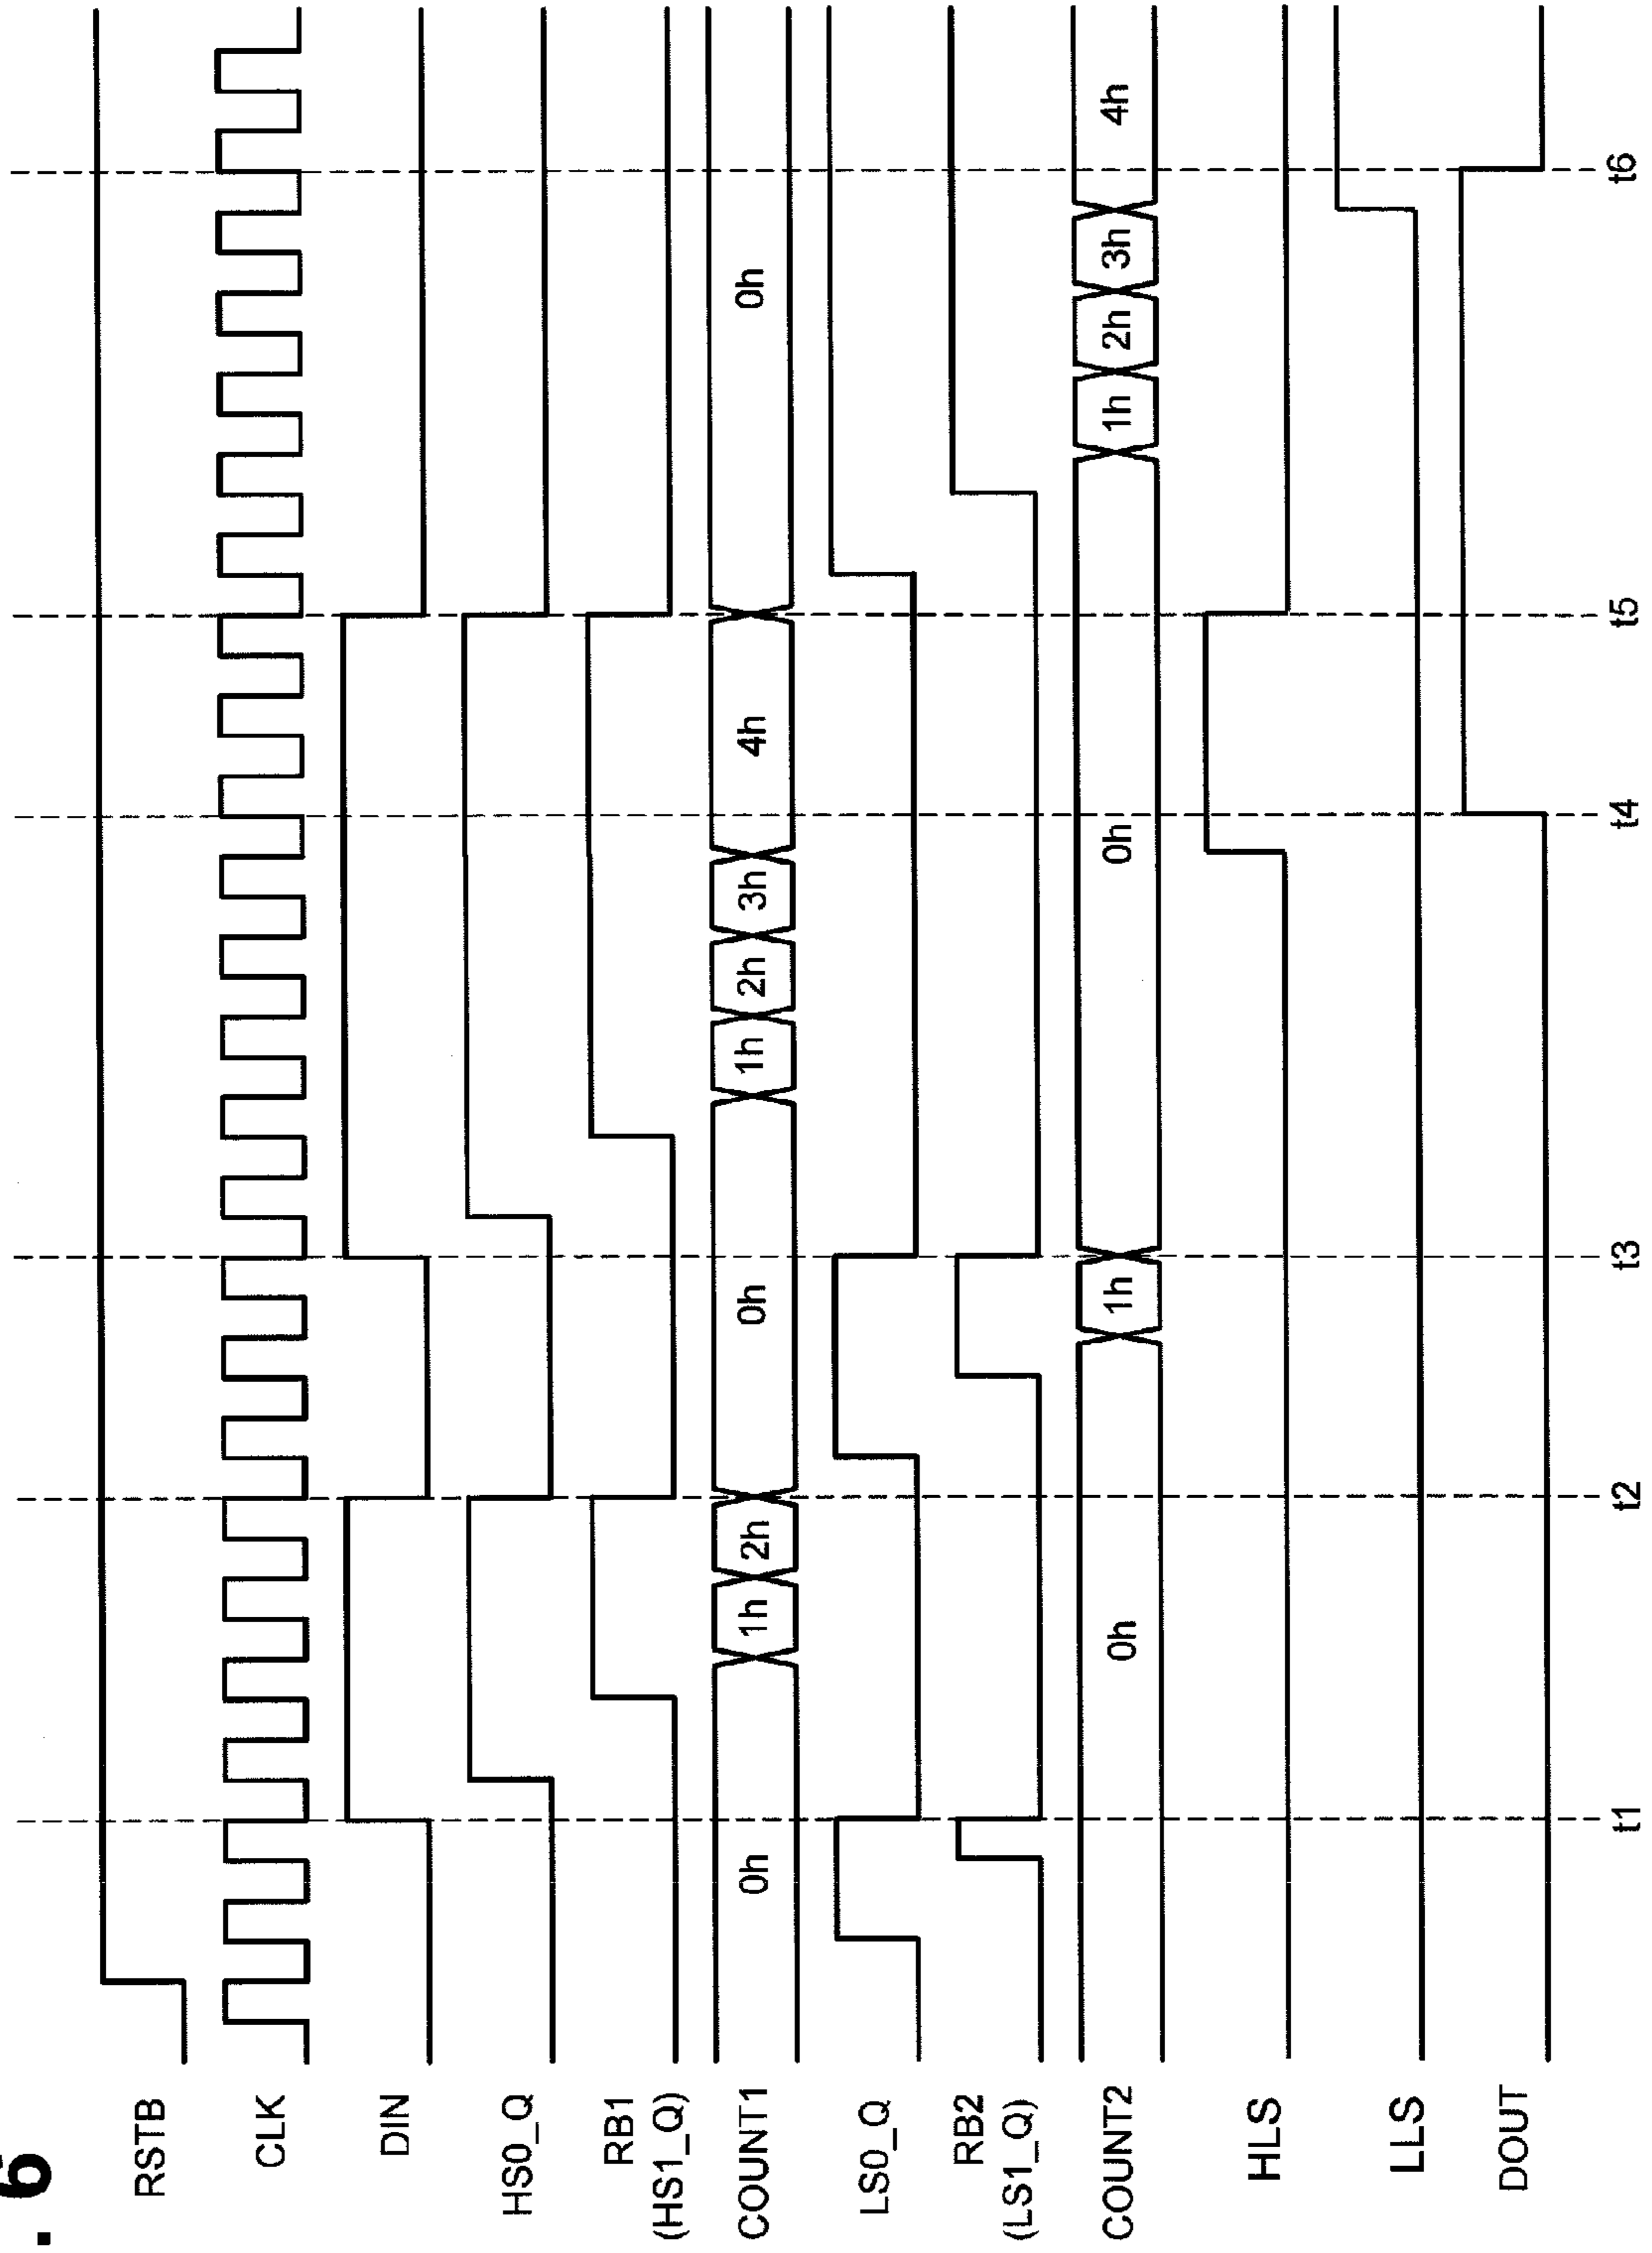 . 6
RSTB
CLK
DIN
HS0_Q
RB1
(HS1_Q)
COUNT1
0h
1h
2h
0h
1h
2h
3h
4h
0h
LS0_Q
RB2
(LS1_Q)
COUNT2
0h
1h
0h
1h
2h
3h
4h
HLS
LLS
DOUT
t1
t2
t3
t4
t5
t6